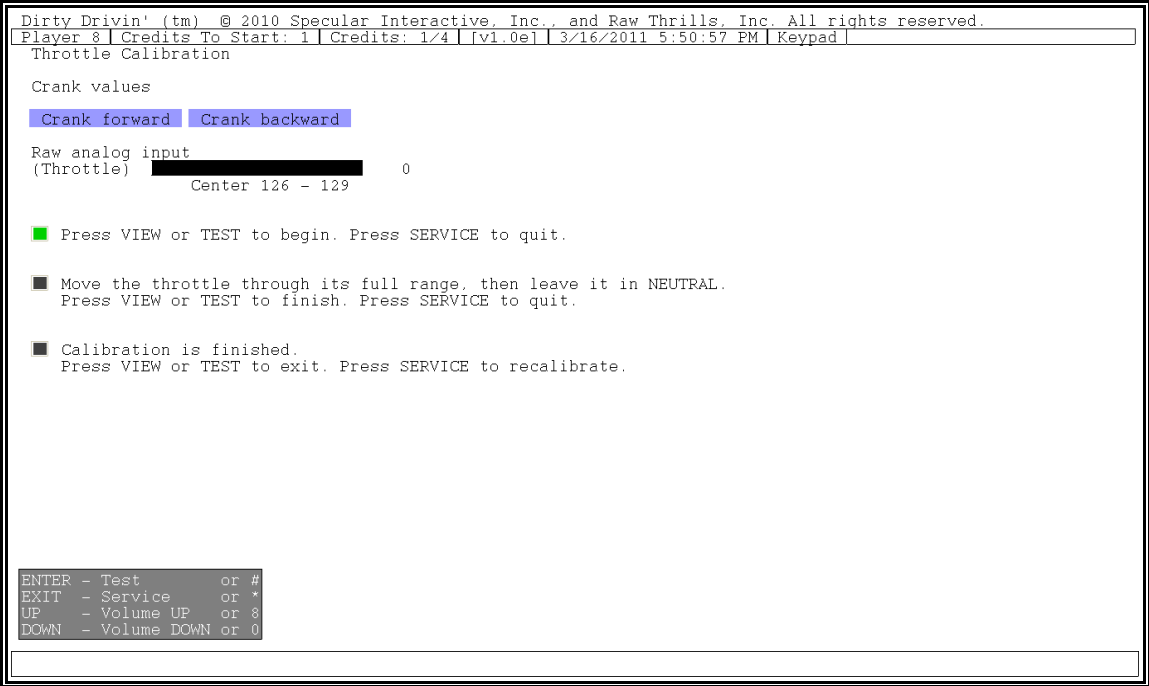 Dirty Drivin' (tm)  © 2010 Specular Interactive, Inc., and Raw Thrills, Inc. All rights reserved.
Player 8 | Credits To Start: 1 | Credits: 1/4 | [v1.0e] | 3/16/2011 5:50:57 PM | Keypad
Throttle Calibration
Crank values
Crank forward Crank backward
Raw analog input
(Throttle) 0
Center 126 – 129
Press VIEW or TEST to begin. Press SERVICE to quit.
Move the throttle through its full range, then leave it in NEUTRAL.
Press VIEW or TEST to finish. Press SERVICE to quit.
Calibration is finished.
Press VIEW or TEST to exit. Press SERVICE to recalibrate.
ENTER – Test or #
EXIT – Service or *
UP – Volume UP or 8
DOWN – Volume DOWN or 0